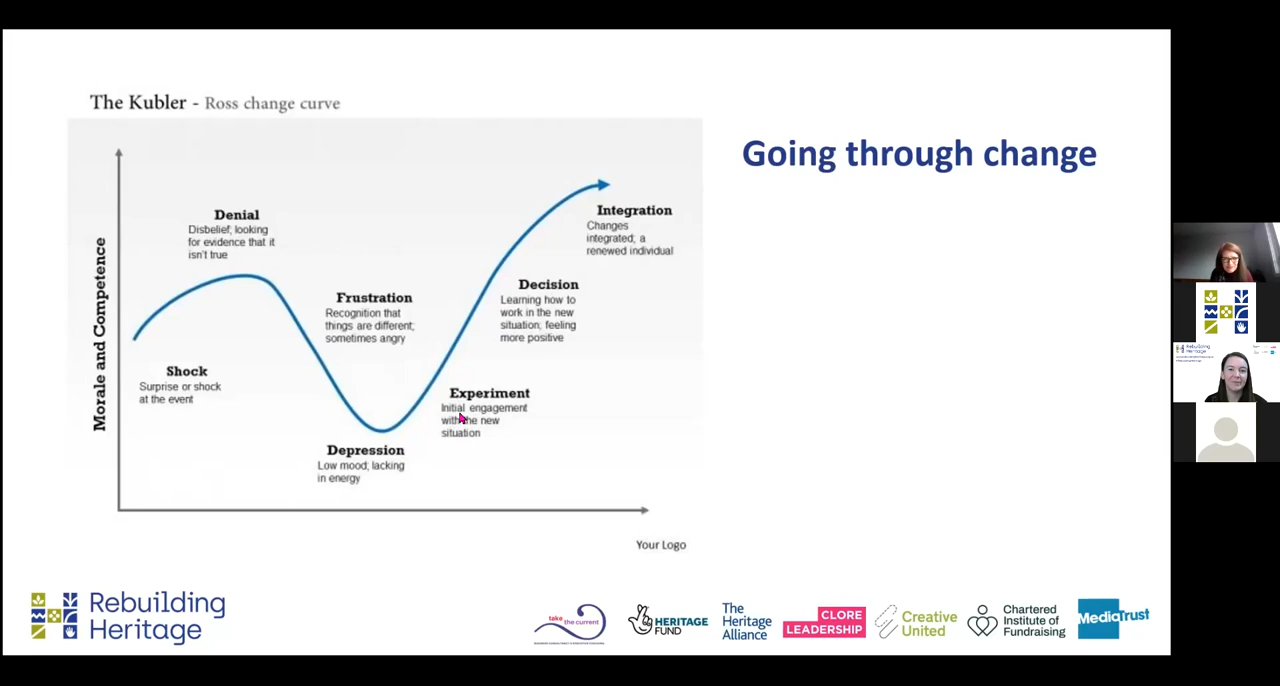 The Kubler - Ross change curve
Going through change
Morale and Competence
Denial
Disbelief; looking
for evidence that it
isn't true
Shock
Surprise or shock
at the event
Frustration
Recognition that
things are different;
sometimes angry
Depression
Low mood; lacking
in energy
Experiment
Initial engagement
with the new
situation
Decision
Learning how to
work in the new
situation; feeling
more positive
Integration
Changes
integrated; a
renewed individual
Your Logo
Rebuilding
Heritage
take the current
HERITAGE
FUND
The
Heritage
Alliance
CLORE
LEADERSHIP
Creative
United
Chartered
Institute of
Fundraising
MediaTrust
Rebuilding
Heritage